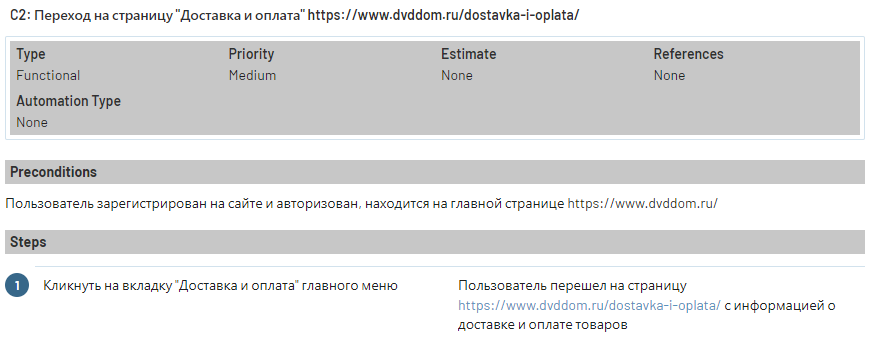 C2: Переход на страницу "Доставка и оплата" https://www.dvddom.ru/dostavka-i-oplata/
Type Priority Estimate References
Functional Medium None None
Automation Type
None
Preconditions
Пользователь зарегистрирован на сайте и авторизован, находится на главной странице https://www.dvddom.ru/
Steps
1 Кликнуть на вкладку "Доставка и оплата" главного меню Пользователь перешел на страницу
https://www.dvddom.ru/dostavka-i-oplata/ с информацией о
доставке и оплате товаров